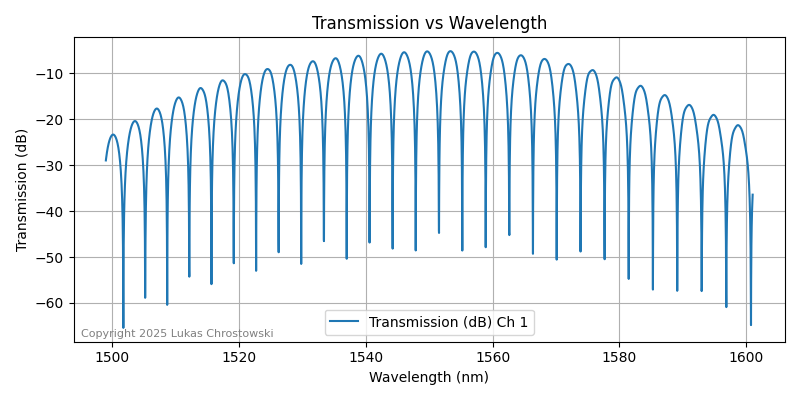 Transmission vs Wavelength
Transmission (dB)
−10
−20
−30
−40
−50
−60
Transmission (dB) Ch 1
Copyright 2025 Lukas Chrostowski
1500
1520
1540
1560
1580
1600
Wavelength (nm)